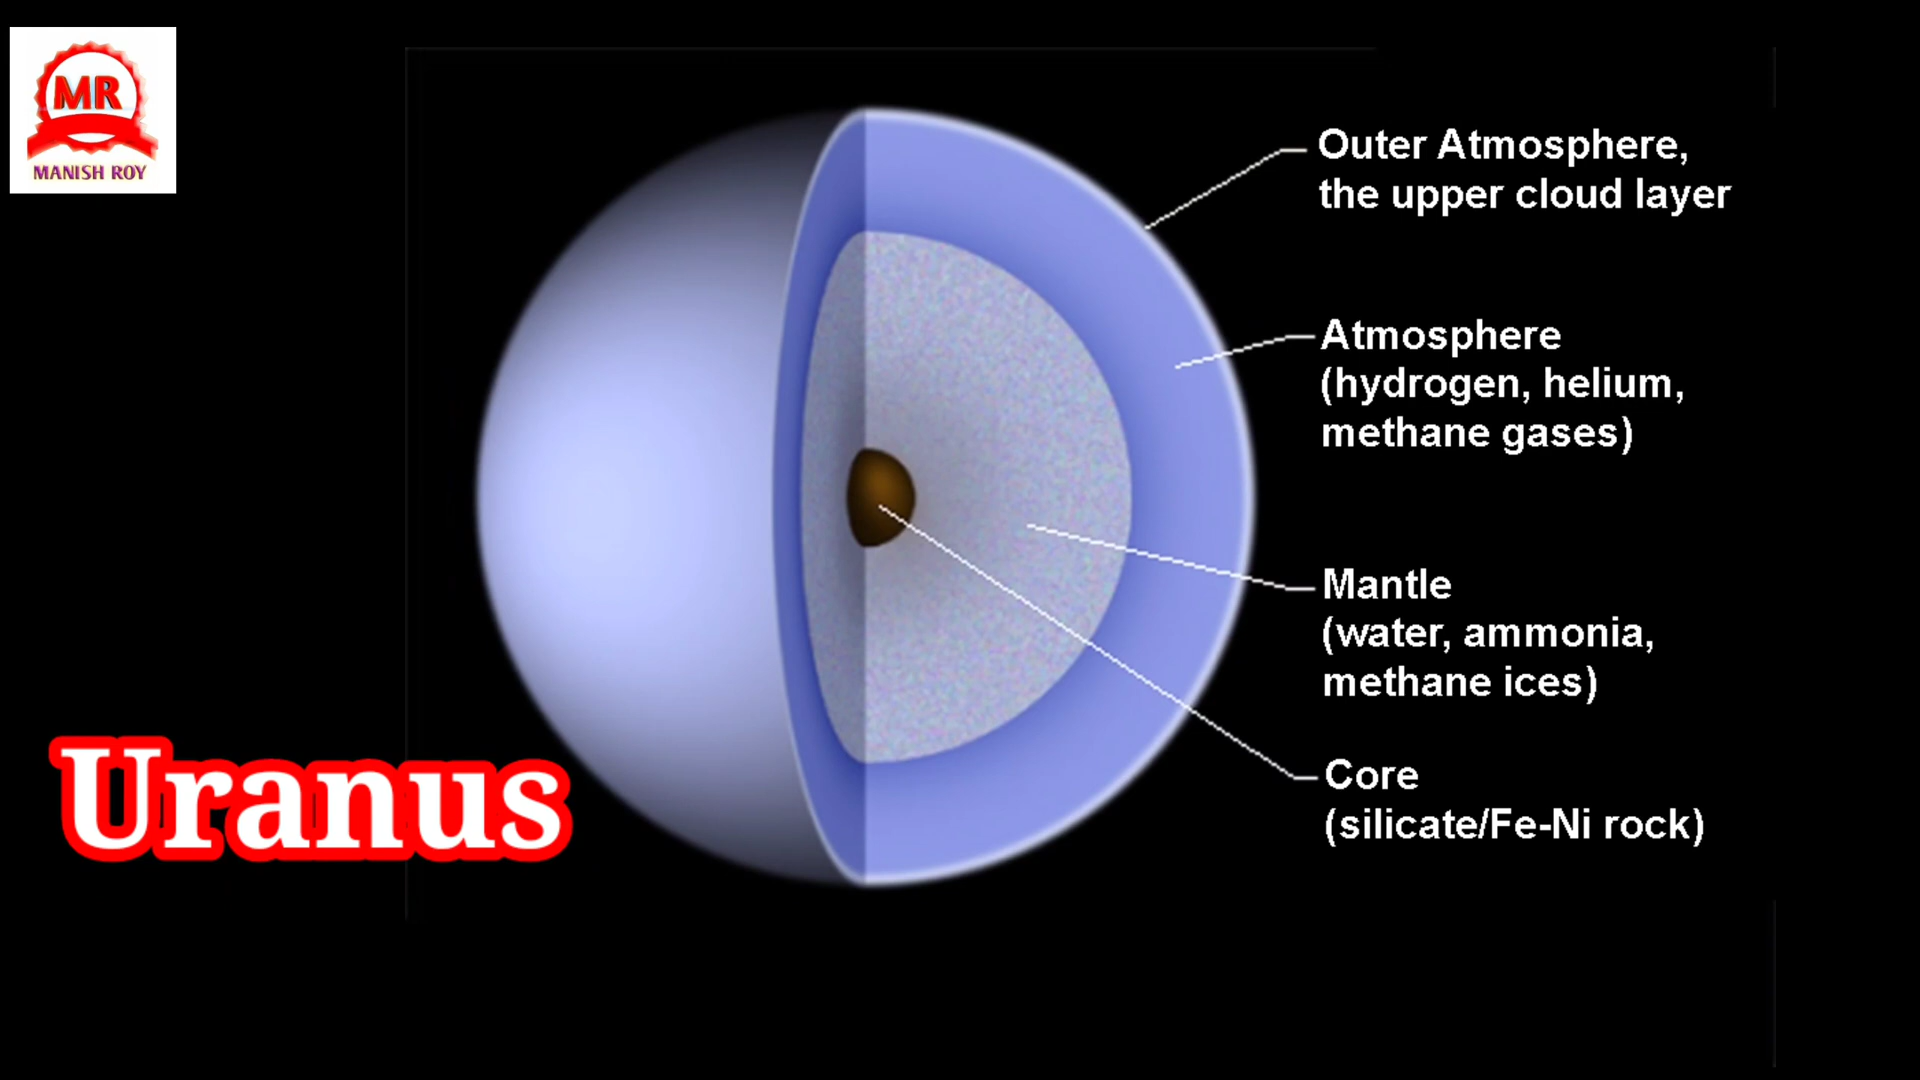 MR
MANISH ROY
Outer Atmosphere,
the upper cloud layer
Atmosphere
(hydrogen, helium,
methane gases)
Mantle
(water, ammonia,
methane ices)
Core
(silicate/Fe-Ni rock)
Uranus